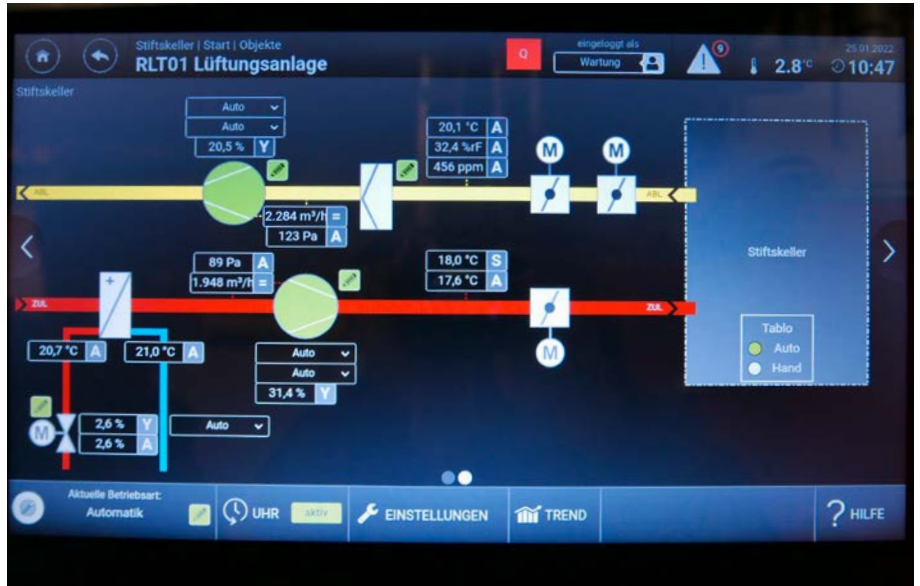 Stiftskeller | Start | Objekte
RLT01 Lüftungsanlage
Q
eingeloggt als
Wartung
9
2.8 °C
25.01.2022
10:47
Stiftskeller
Auto
Auto
20,5 % Y
20,1 °C A
32,4 %rF A
456 ppm A
M
M
ABL
ABL
2.284 m³/h =
123 Pa A
89 Pa A
1.948 m³/h =
18,0 °C S
17,6 °C A
Stiftskeller
ZUL
+
ZUL
Tablo
Auto
Hand
20,7 °C A
21,0 °C A
Auto
Auto
31,4 % Y
M
M
2,6 % Y
2,6 % A
Auto
Aktuelle Betriebsart:
Automatik
UHR
aktiv
EINSTELLUNGEN
TREND
? HILFE